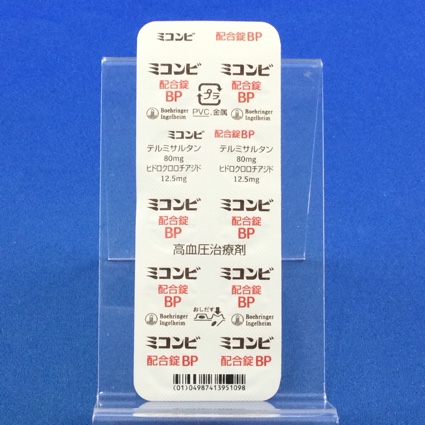 ミコンビ 配合錠BP
ミコンビ ミコンビ
配合錠 配合錠
BP プラ BP
Boehringer Ingelheim PVC,金属 Boehringer Ingelheim
ミコンビ 配合錠BP
テルミサルタン テルミサルタン
80mg 80mg
ヒドロクロロチアジド ヒドロクロロチアジド
12.5mg 12.5mg
ミコンビ ミコンビ
配合錠 配合錠
BP BP
高血圧治療剤
ミコンビ ミコンビ
配合錠 配合錠
BP BP
Boehringer Ingelheim おしだす Boehringer Ingelheim
ミコンビ ミコンビ
配合錠BP 配合錠BP
(01)04987413951098